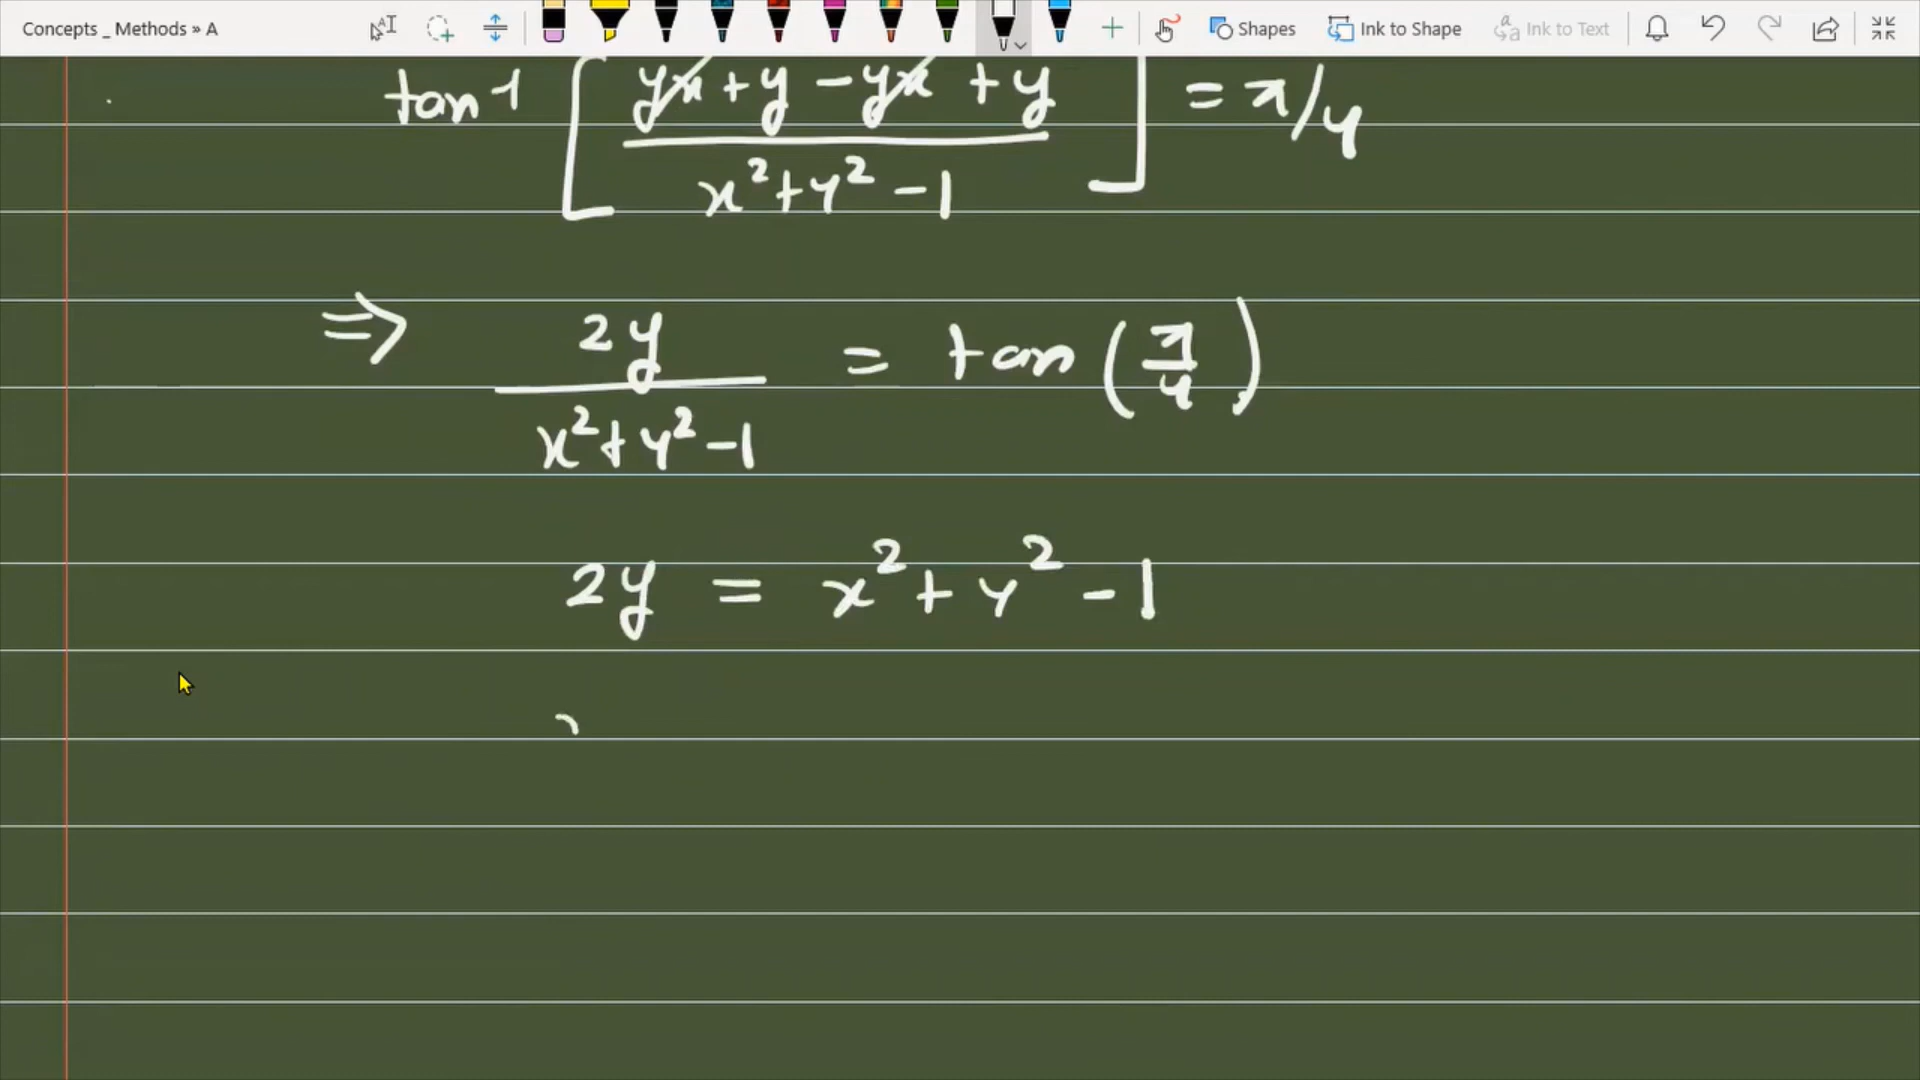 Concepts _ Methods » A
Shapes
Ink to Shape
Ink to Text
tan⁻¹ [ (yx + y - yx + y) / (x² + y² - 1) ] = π/4
⇒ 2y / (x² + y² - 1) = tan (π/4)
2y = x² + y² - 1